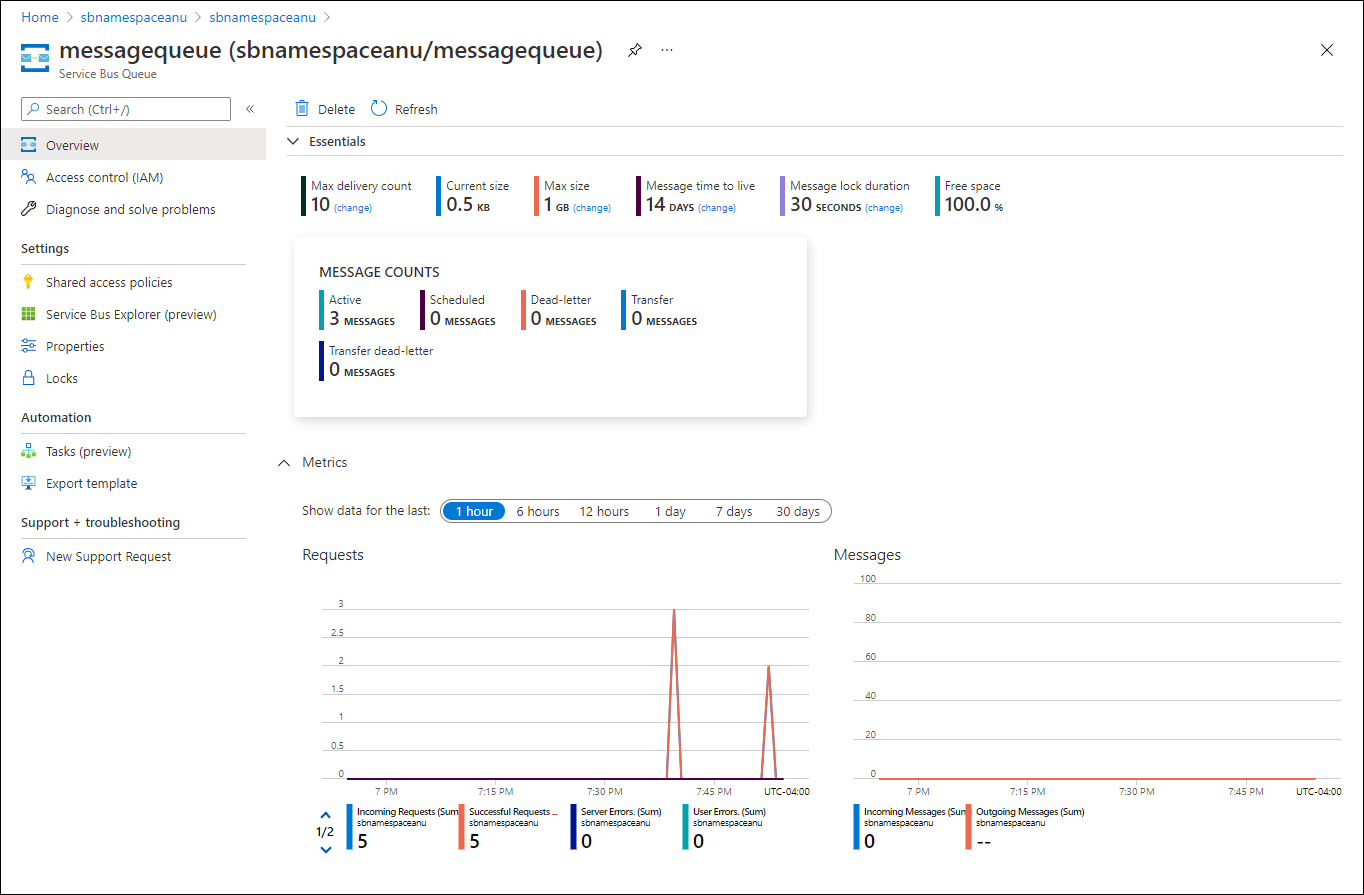 Home > sbnamespaceanu > sbnamespaceanu >
messagequeue (sbnamespaceanu/messagequeue)
Service Bus Queue
Search (Ctrl+/)
Overview
Access control (IAM)
Diagnose and solve problems
Settings
Shared access policies
Service Bus Explorer (preview)
Properties
Locks
Automation
Tasks (preview)
Export template
Support + troubleshooting
New Support Request
Delete Refresh
Essentials
Max delivery count
10 (change)
Current size
0.5 KB
Max size
1 GB (change)
Message time to live
14 DAYS (change)
Message lock duration
30 SECONDS (change)
Free space
100.0 %
MESSAGE COUNTS
Active
3 MESSAGES
Scheduled
0 MESSAGES
Dead-letter
0 MESSAGES
Transfer
0 MESSAGES
Transfer dead-letter
0 MESSAGES
Metrics
Show data for the last: 1 hour 6 hours 12 hours 1 day 7 days 30 days
Requests
3
2.5
2
1.5
1
0.5
0
7 PM 7:15 PM 7:30 PM 7:45 PM UTC-04:00
1/2
Incoming Requests (Sum)
sbnamespaceanu
5
Successful Requests ...
sbnamespaceanu
5
Server Errors. (Sum)
sbnamespaceanu
0
User Errors. (Sum)
sbnamespaceanu
0
Messages
100
80
60
40
20
0
7 PM 7:15 PM 7:30 PM 7:45 PM UTC-04:00
Incoming Messages (Sum)
sbnamespaceanu
0
Outgoing Messages (Sum)
sbnamespaceanu
--